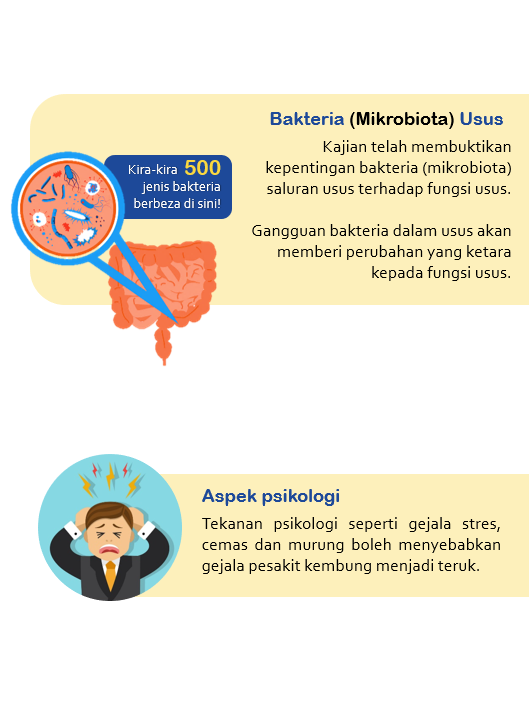 Bakteria (Mikrobiota) Usus
Kajian telah membuktikan
kepentingan bakteria (mikrobiota)
saluran usus terhadap fungsi usus.
Gangguan bakteria dalam usus akan
memberi perubahan yang ketara
kepada fungsi usus.
Kira-kira 500
jenis bakteria
berbeza di sini!
Aspek psikologi
Tekanan psikologi seperti gejala stres,
cemas dan murung boleh menyebabkan
gejala pesakit kembung menjadi teruk.